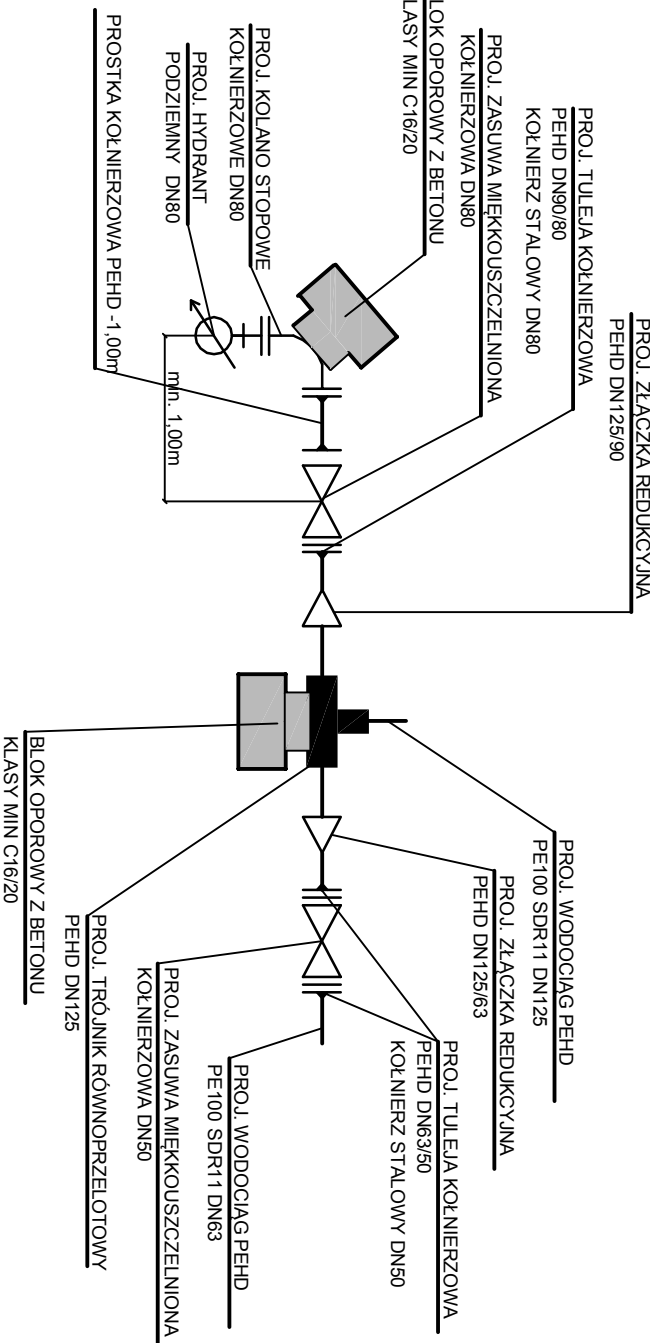 PROJ. ZŁĄCZKA REDUKCYJNA
PEHD DN125/90
PROJ. TULEJA KOŁNIERZOWA
PEHD DN90/80
KOŁNIERZ STALOWY DN80
PROJ. ZASUWA MIĘKKOUSZCZELNIONA
KOŁNIERZOWA DN80
LOK OPOROWY Z BETONU
LASY MIN C16/20
PROJ. KOLANO STOPOWE
KOŁNIERZOWE DN80
PROJ. HYDRANT
PODZIEMNY DN80
PROSTKA KOŁNIERZOWA PEHD -1,00m
min. 1,00m
PROJ. WODOCIĄG PEHD
PE100 SDR11 DN125
PROJ. ZŁĄCZKA REDUKCYJNA
PEHD DN125/63
PROJ. TULEJA KOŁNIERZOWA
PEHD DN63/50
KOŁNIERZ STALOWY DN50
PROJ. WODOCIĄG PEHD
PE100 SDR11 DN63
PROJ. ZASUWA MIĘKKOUSZCZELNIONA
KOŁNIERZOWA DN50
PROJ. TRÓJNIK RÓWNOPRZELOTOWY
PEHD DN125
BLOK OPOROWY Z BETONU
KLASY MIN C16/20